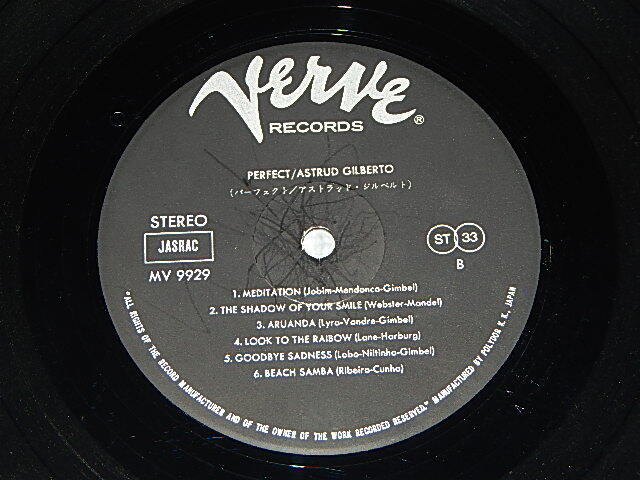 Verve
RECORDS ®
PERFECT/ASTRUD GILBERTO
(パーフェクト/アストラッド・ジルベルト)
STEREO
JASRAC
MV 9929
ST 33
B
1. MEDITATION (Jobim-Mendonca-Gimbel)
2. THE SHADOW OF YOUR SMILE (Webster-Mandel)
3. ARUANDA (Lyra-Vandre-Gimbel)
4. LOOK TO THE RAIBOW (Lane-Harburg)
5. GOODBYE SADNESS (Lobo-Niltinho-Gimbel)
6. BEACH SAMBA (Ribeiro-Cunha)
"ALL RIGHTS OF THE RECORD MANUFACTURER AND OF THE OWNER OF THE WORK RECORDED RESERVED." MANUFACTURED BY POLYDOR K. K., JAPAN